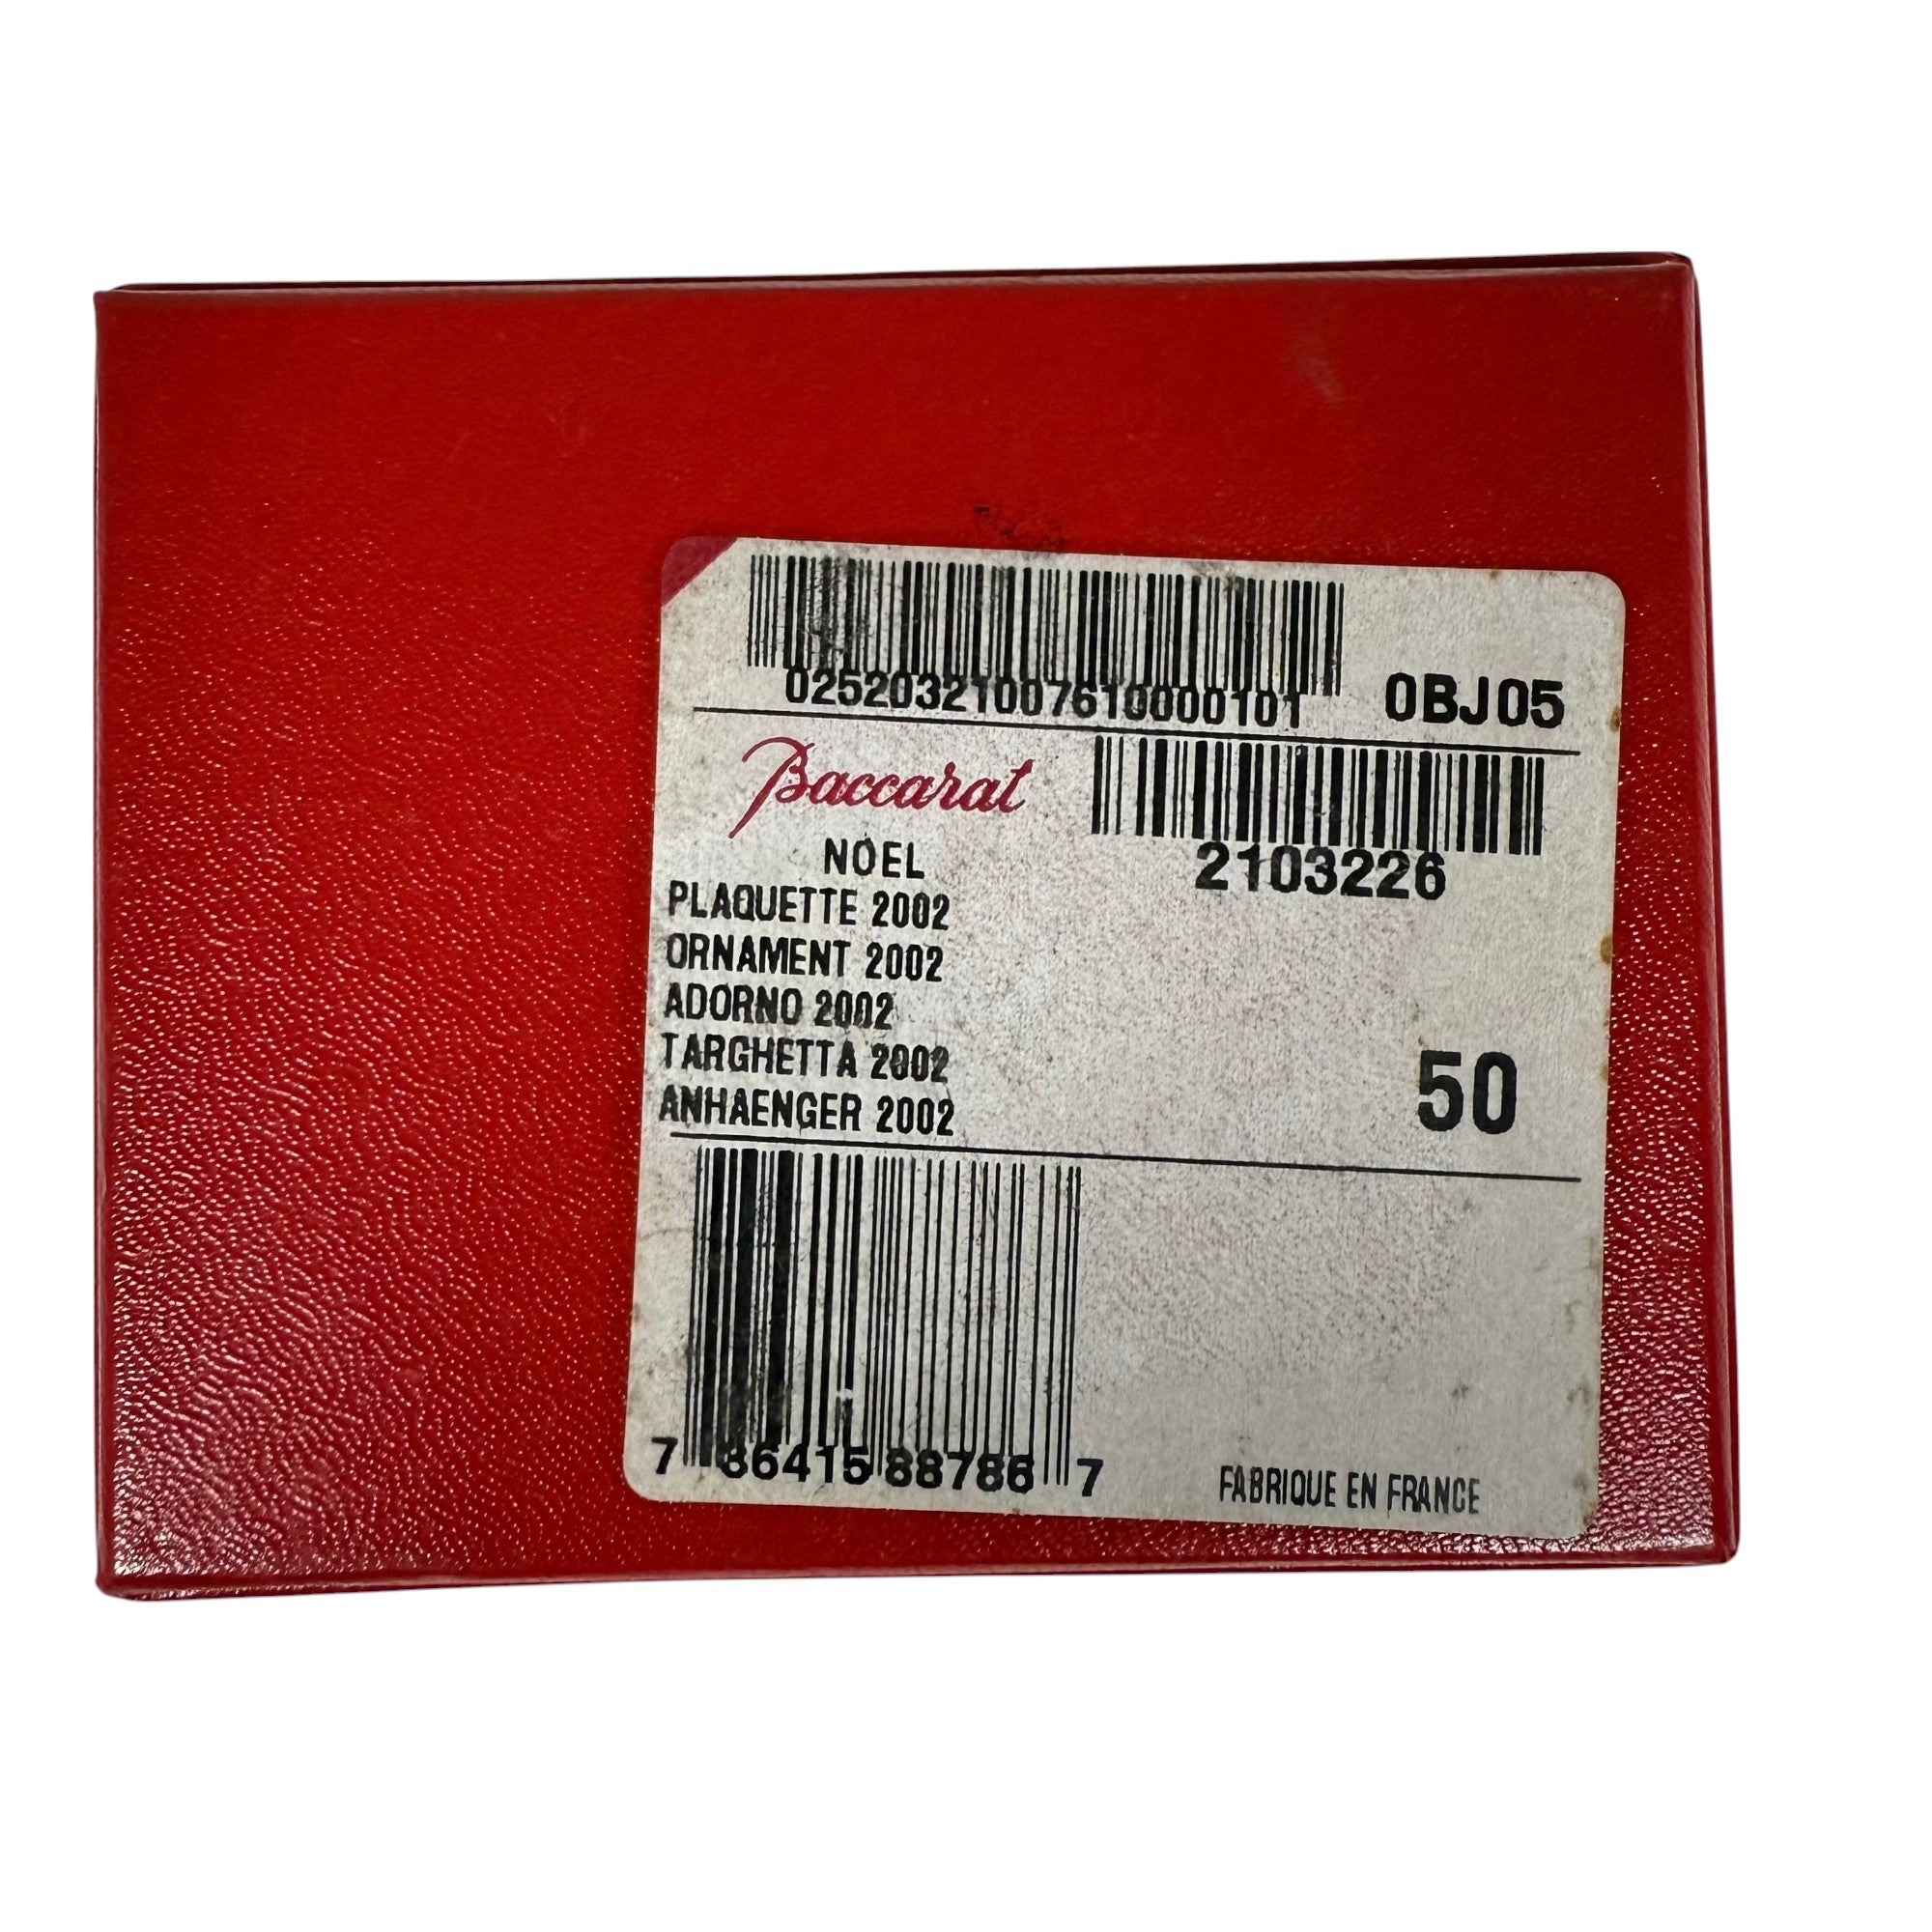 0252032100761000010​1 0BJ05
Baccarat
2103226
NOEL
PLAQUETTE 2002
ORNAMENT 2002
ADORNO 2002
TARGHETTA 2002
ANHAENGER 2002
50
7 86415 88786 7
FABRIQUE EN FRANCE